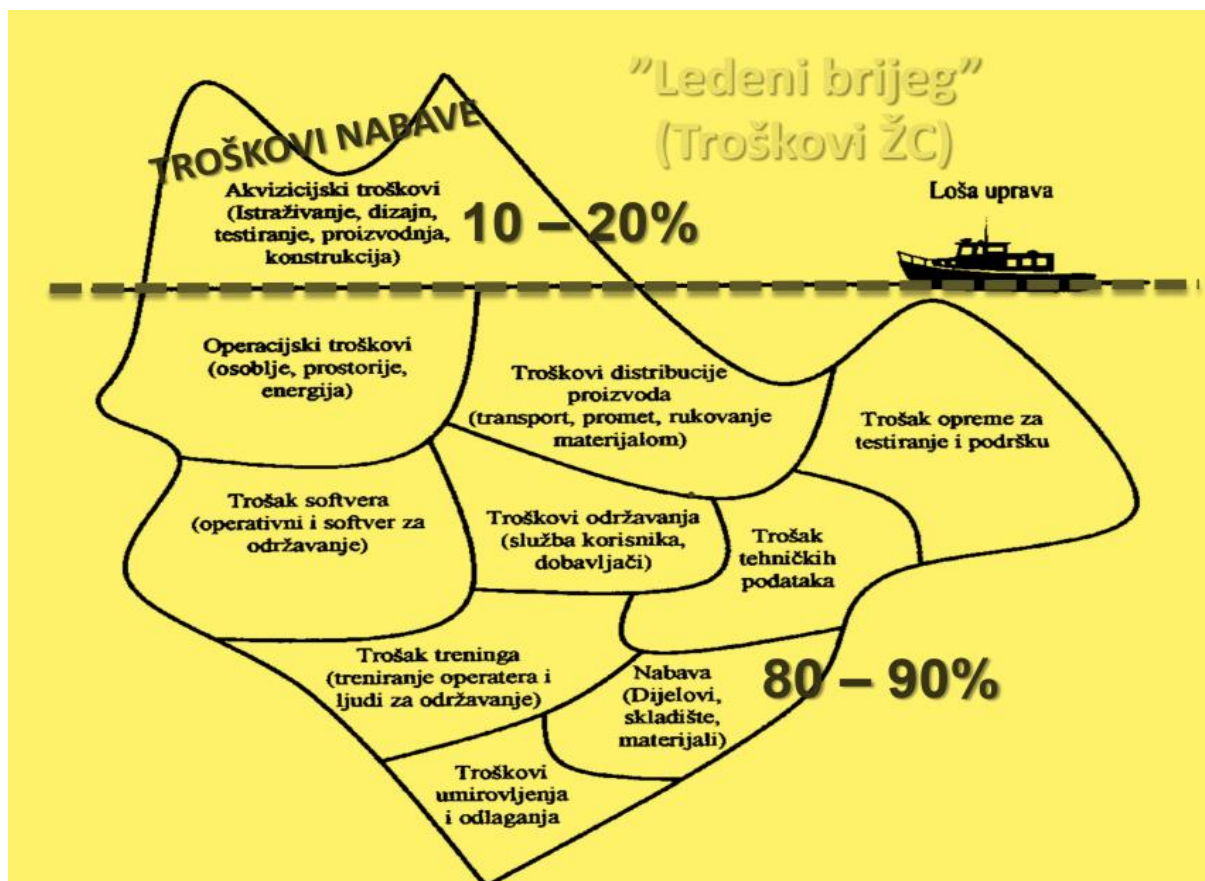 ”Ledeni brijeg”
(Troškovi ŽC)
TROŠKOVI NABAVE
Akvizicijski troškovi
(Istraživanje, dizajn,
testiranje, proizvodnja,
konstrukcija)
10 – 20%
Loša uprava
Operacijski troškovi
(osoblje, prostorije,
energija)
Troškovi distribucije
proizvoda
(transport, promet, rukovanje
materijalom)
Trošak opreme za
testiranje i podršku
Trošak softvera
(operativni i softver za
održavanje)
Troškovi održavanja
(služba korisnika,
dobavljači)
Trošak
tehničkih
podataka
Trošak treninga
(treniranje operatera i
ljudi za održavanje)
Nabava
(Dijelovi,
skladište,
materijali)
80 – 90%
Troškovi
umirovljenja
i odlaganja